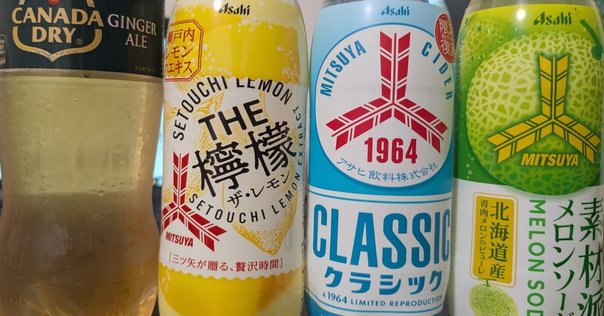 CANADA
DRY
GINGER
ALE
Asahi
瀬戸内
レモン
エキス
SETOUCHI LEMON
THE
檸檬
ザ・レモン
SETOUCHI LEMON EXTRACT
MITSUYA
[三ツ矢が贈る、贅沢時間]
Asahi
MITSUYA CIDER
1964
アサヒ飲料株式会社
CLASSIC
クラシック
A 1964 LIMITED REPRODUCTION
Asahi
MITSUYA
素材派
メロンソーダ
MELON SOD
北海道産
青肉メロンのピューレ